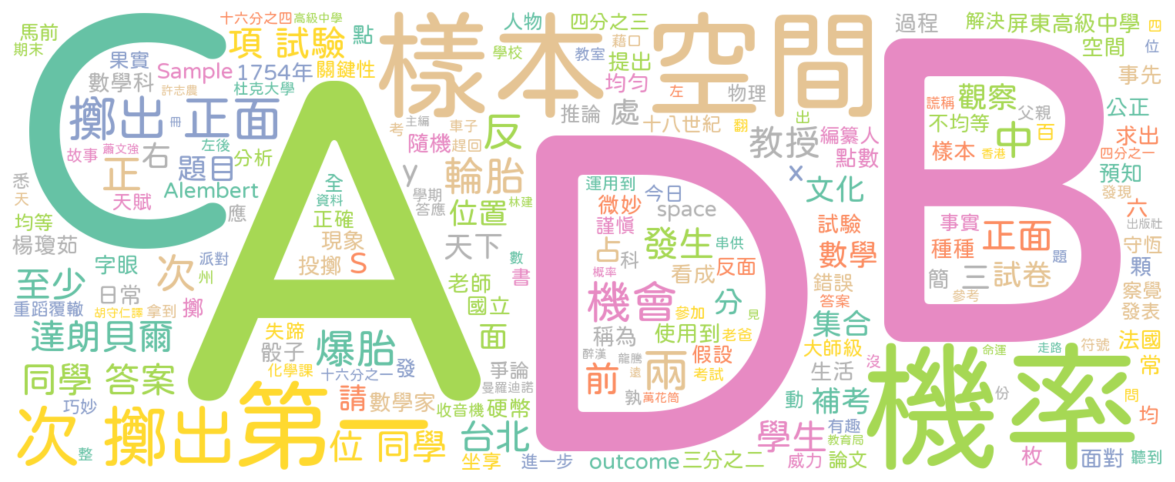 C
A
D
B
樣本空間
機率
第一
次 擲出
擲出 正面
項 試驗
十六分之四
高級中學
馬前
期末
果實
數學科
Sample
許志農
1754年
關鍵性
點
杜克大學
人物
學校
四分之三
藉口
提出
教室
均勻
左
物理
推論
處
十八世紀
翻
出
過程
解決
屏東高級中學
四
位
空間
事先
謊稱
觀察
父親
公正
不均等
中
百
求出
樣本
香港
四分之一
預知
發現
六
出版社
事實
守恆
種種
正面
題
顆
簡
三
試卷
察覺
參考
發表
教授
編纂人
點數
x
文化
試驗
數學
錯誤
答案
集合
大師級
生活
沒
冊
故事
蕭文強
正
右
左後
題目
分析
天賦
Alembert
悉
天
應
均等
楊瓊茹
次
派對
州
至少
字眼
日常
重蹈覆轍
胡守仁譯
拿到
擲
達朗貝爾
同學
答案
巧妙
整
位
同學
全
資料
正確
現象
投擲
S
考
主編
車子
隨機
趕回
反
y
輪胎
學期
答應
林建
位置
天下
數
老師
書
國立
面
失蹄
骰子
爆胎
化學課
十六分之一
發
爭論
曼羅迪諾
請
數學家
收音機
硬幣
台北
坐享
進一步
孰
運用到
今日
微妙
謹慎
space
占
科
發生
串供
看成
反面
概率
機會
參加
分
見
稱為
使用到
老爸
醉漢
龍騰
假設
前
遠
兩
考試
萬花筒
動
補考
學生
有趣
教育局
outcome
三分之二
威力
論文
命運
走路
符號
法國
常
份
問
均
枚
面對
聽到